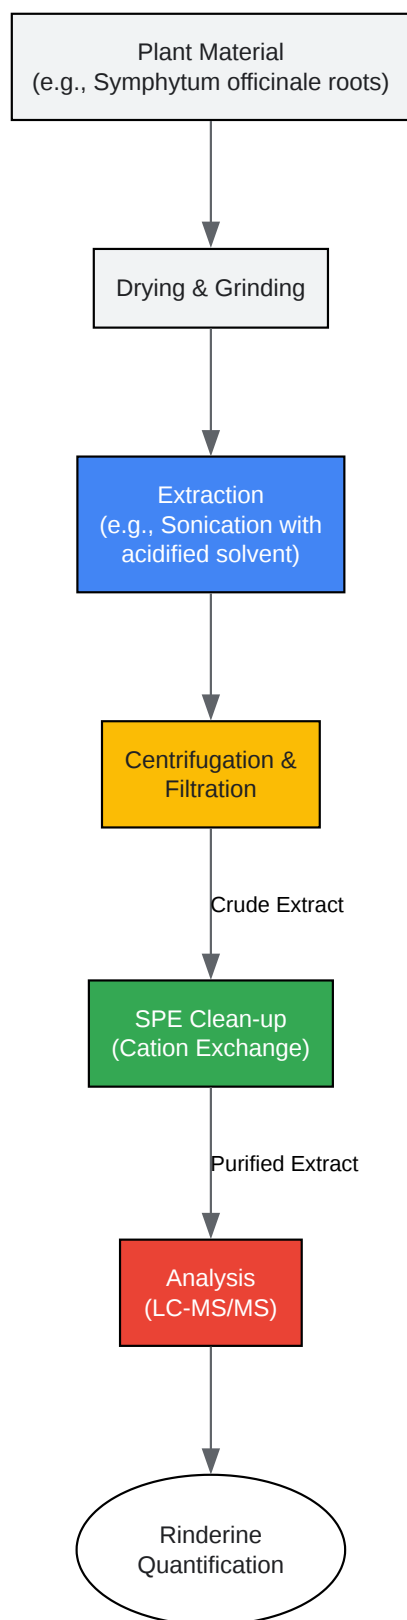 Plant Material
(e.g., Symphytum officinale roots)
Drying & Grinding
Extraction
(e.g., Sonication with
acidified solvent)
Centrifugation &
Filtration
Crude Extract
SPE Clean-up
(Cation Exchange)
Purified Extract
Analysis
(LC-MS/MS)
Rinderine
Quantification